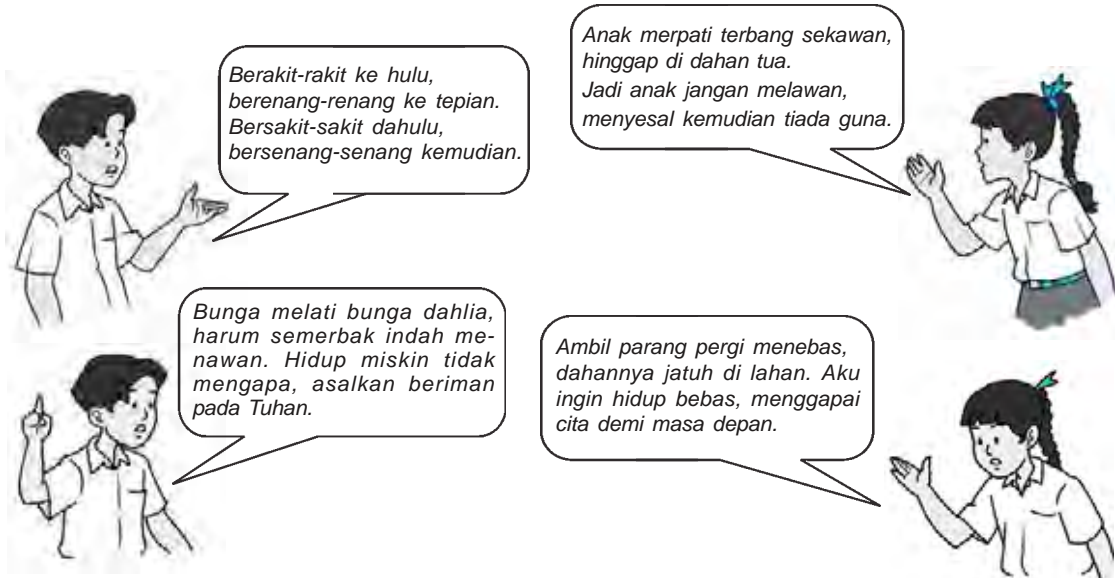 Berakit-rakit ke hulu,
berenang-renang ke tepian.
Bersakit-sakit dahulu,
bersenang-senang kemudian.
Anak merpati terbang sekawan,
hinggap di dahan tua.
Jadi anak jangan melawan,
menyesal kemudian tiada guna.
Bunga melati bunga dahlia,
harum semerbak indah me-
nawan. Hidup miskin tidak
mengapa, asalkan beriman
pada Tuhan.
Ambil parang pergi menebas,
dahannya jatuh di lahan. Aku
ingin hidup bebas, menggapai
cita demi masa depan.